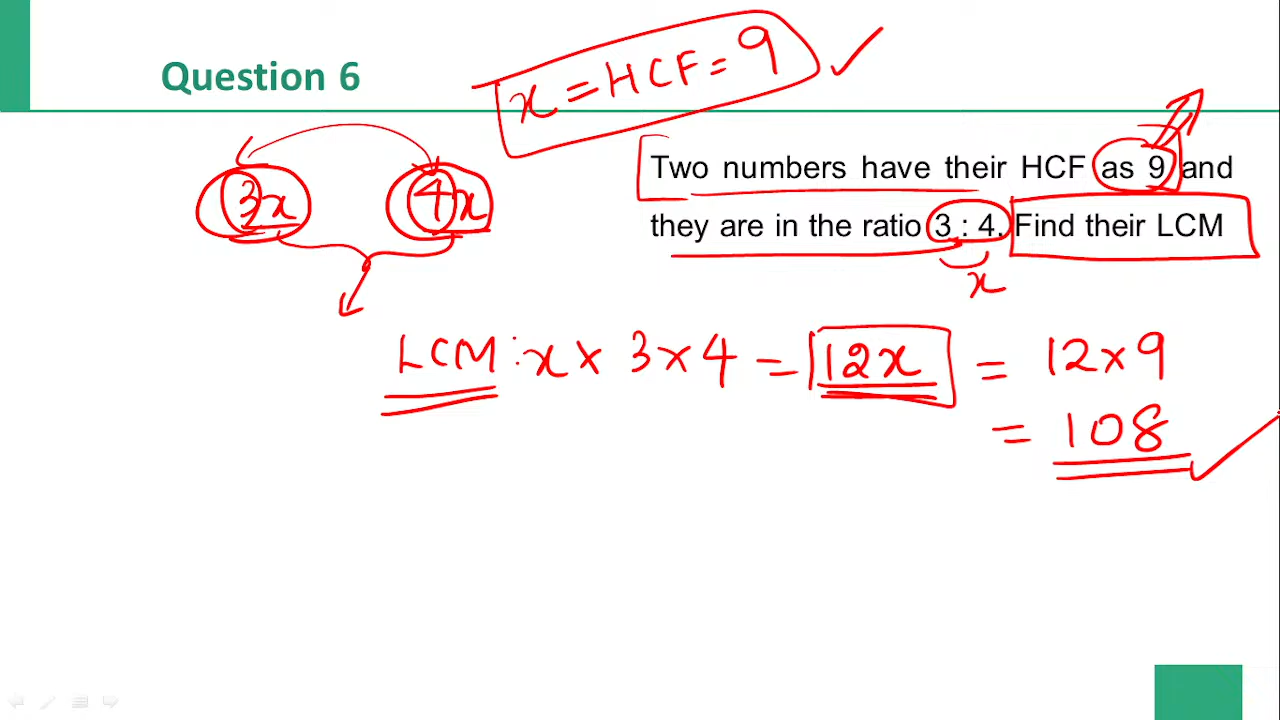 Question 6
x = HCF = 9
Two numbers have their HCF as 9 and
they are in the ratio 3 : 4. Find their LCM
x
3x 4x
LCM : x × 3 × 4 = 12x = 12 × 9
= 108